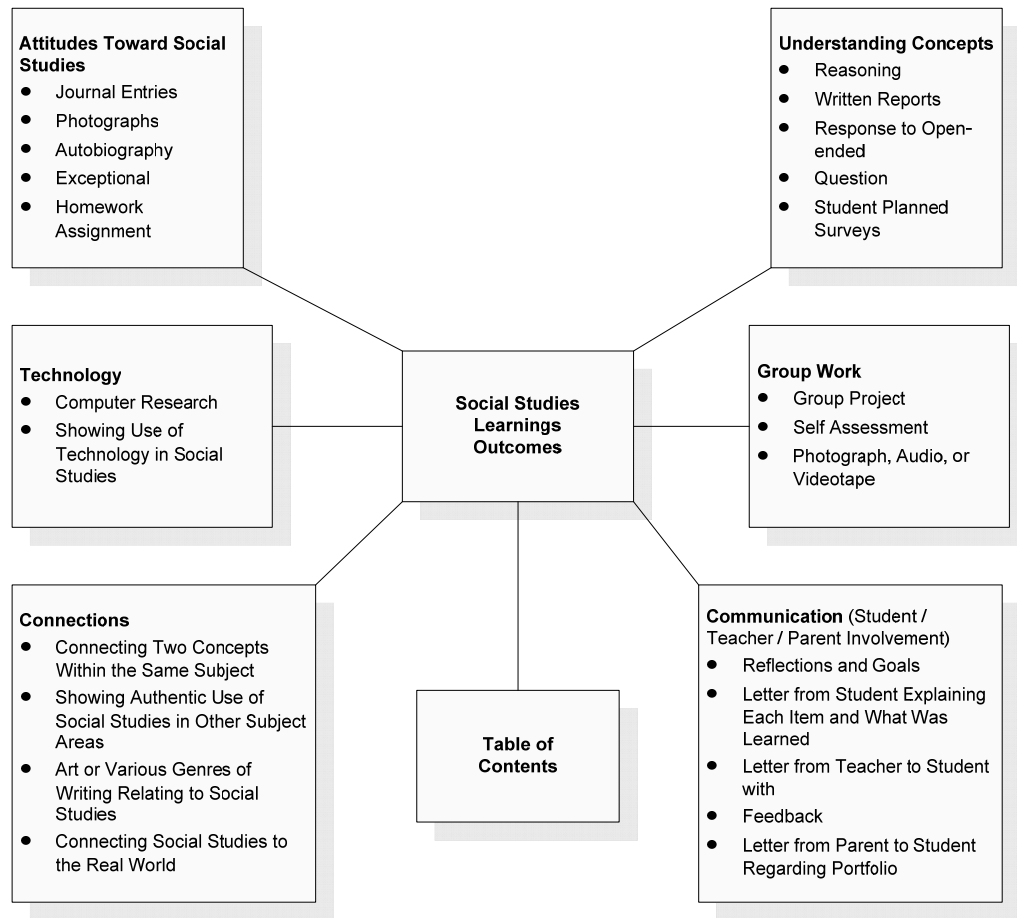 Attitudes Toward Social
Studies
● Journal Entries
● Photographs
● Autobiography
● Exceptional
● Homework
Assignment
Understanding Concepts
● Reasoning
● Written Reports
● Response to Open-
ended
● Question
● Student Planned
Surveys
Technology
● Computer Research
● Showing Use of
Technology in Social
Studies
Social Studies
Learnings
Outcomes
Group Work
● Group Project
● Self Assessment
● Photograph, Audio, or
Videotape
Connections
● Connecting Two Concepts
Within the Same Subject
● Showing Authentic Use of
Social Studies in Other Subject
Areas
● Art or Various Genres of
Writing Relating to Social
Studies
● Connecting Social Studies to
the Real World
Table of
Contents
Communication (Student /
Teacher / Parent Involvement)
● Reflections and Goals
● Letter from Student Explaining
Each Item and What Was
Learned
● Letter from Teacher to Student
with
● Feedback
● Letter from Parent to Student
Regarding Portfolio